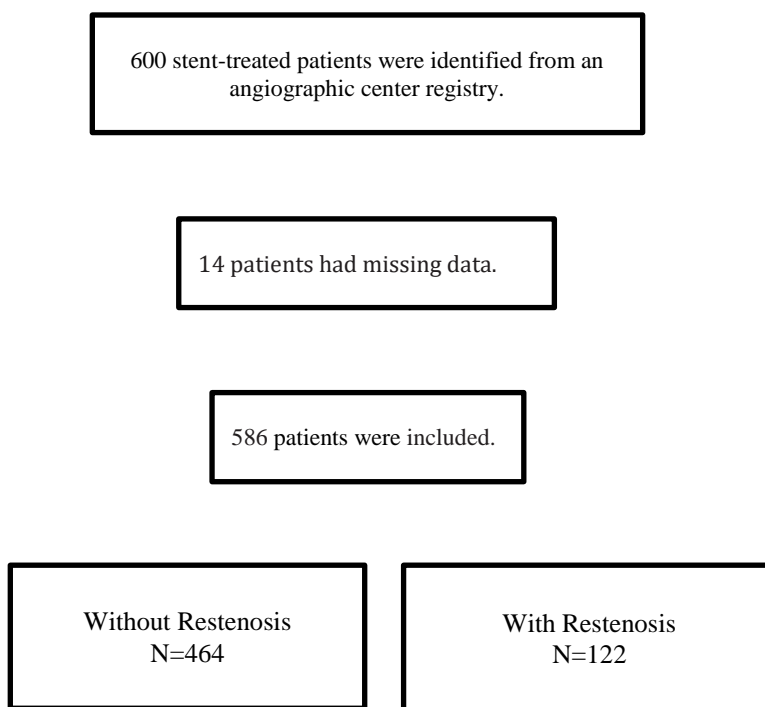 600 stent-treated patients were identified from an
angiographic center registry.
14 patients had missing data.
586 patients were included.
Without Restenosis
N=464
With Restenosis
N=122